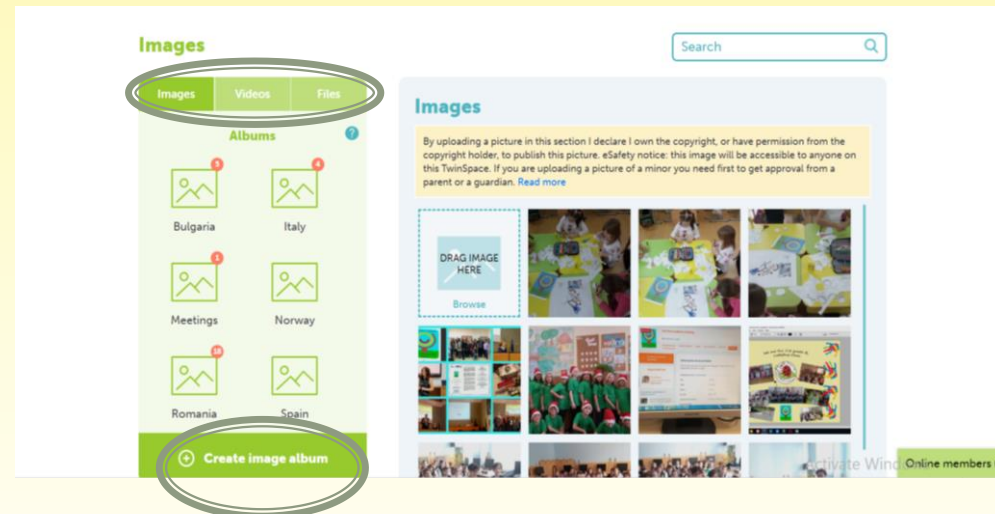 Images
Search
Images Videos Files
Albums
?
3
4
Bulgaria Italy
1
Meetings Norway
18
Romania Spain
Create image album
Images
By uploading a picture in this section I declare I own the copyright, or have permission from the
copyright holder, to publish this picture. eSafety notice: this image will be accessible to anyone on
this TwinSpace. If you are uploading a picture of a minor you need first to get approval from a
parent or a guardian. Read more
DRAG IMAGE
HERE
Browse
Online members